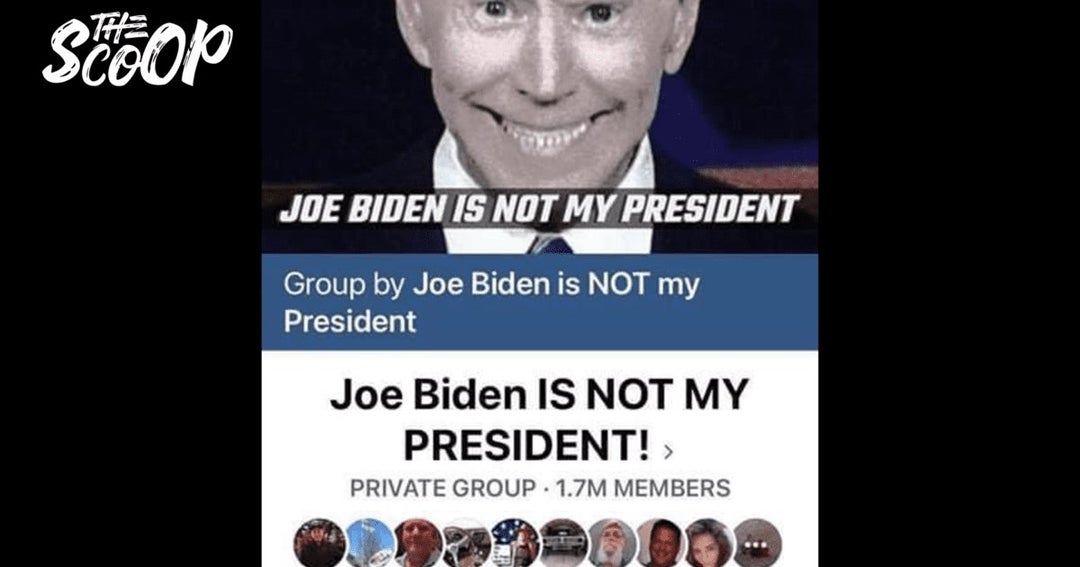 THE
SCOOP
JOE BIDEN IS NOT MY PRESIDENT
Group by Joe Biden is NOT my
President
Joe Biden IS NOT MY
PRESIDENT! >
PRIVATE GROUP · 1.7M MEMBERS